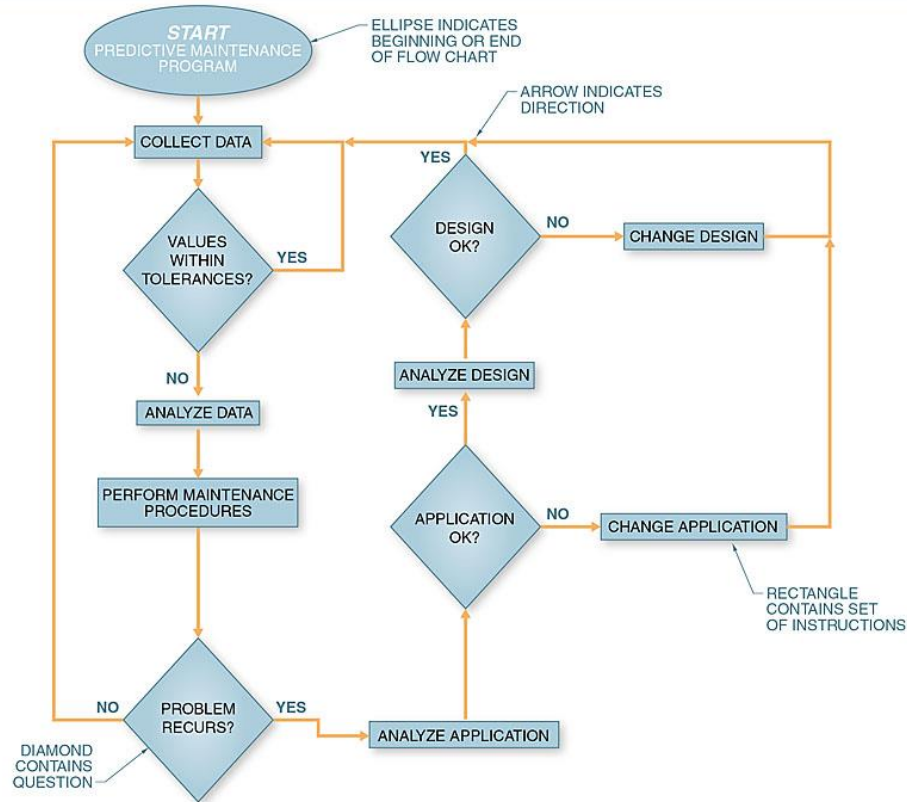 START
PREDICTIVE MAINTENANCE
PROGRAM
ELLIPSE INDICATES
BEGINNING OR END
OF FLOW CHART
ARROW INDICATES
DIRECTION
COLLECT DATA
VALUES
WITHIN
TOLERANCES?
YES
NO
ANALYZE DATA
PERFORM MAINTENANCE
PROCEDURES
PROBLEM
RECURS?
NO
YES
DIAMOND
CONTAINS
QUESTION
ANALYZE APPLICATION
APPLICATION
OK?
NO
CHANGE APPLICATION
RECTANGLE
CONTAINS SET
OF INSTRUCTIONS
YES
ANALYZE DESIGN
DESIGN
OK?
NO
CHANGE DESIGN
YES